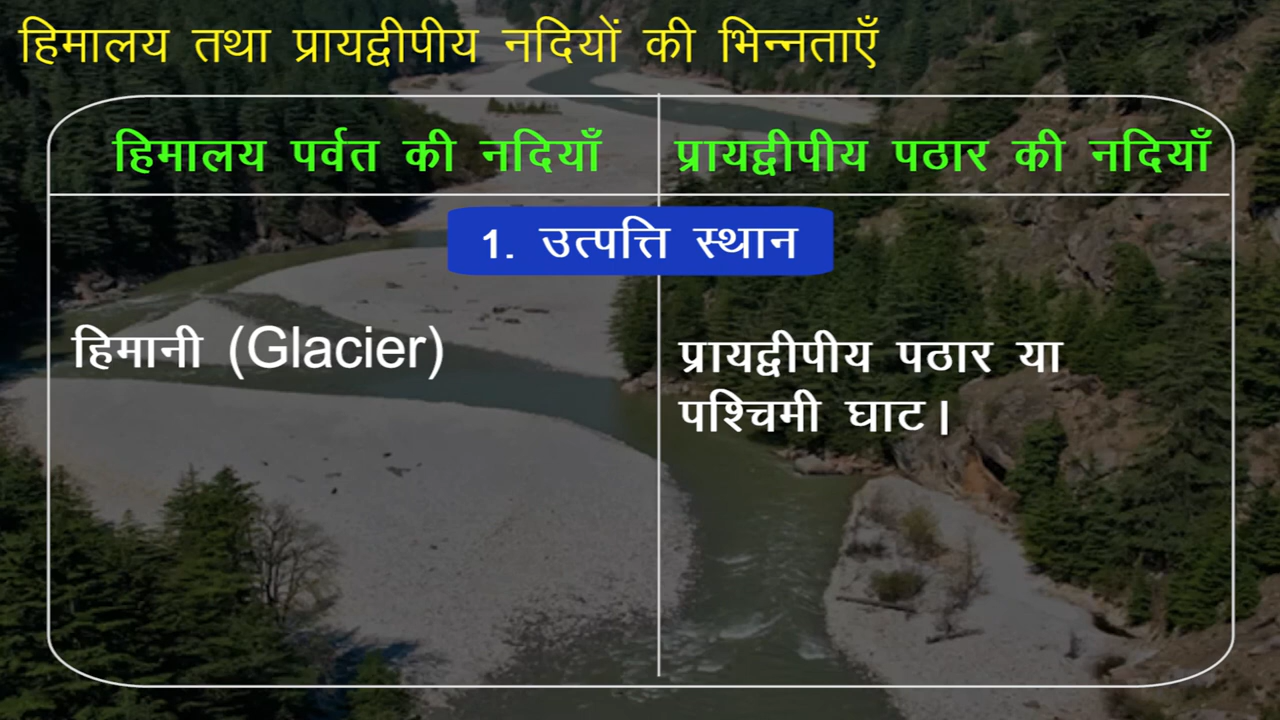 हिमालय तथा प्रायद्वीपीय नदियों की भिन्नताएँ
हिमालय पर्वत की नदियाँ
प्रायद्वीपीय पठार की नदियाँ
1. उत्पत्ति स्थान
हिमानी (Glacier)
प्रायद्वीपीय पठार या
पश्चिमी घाट।